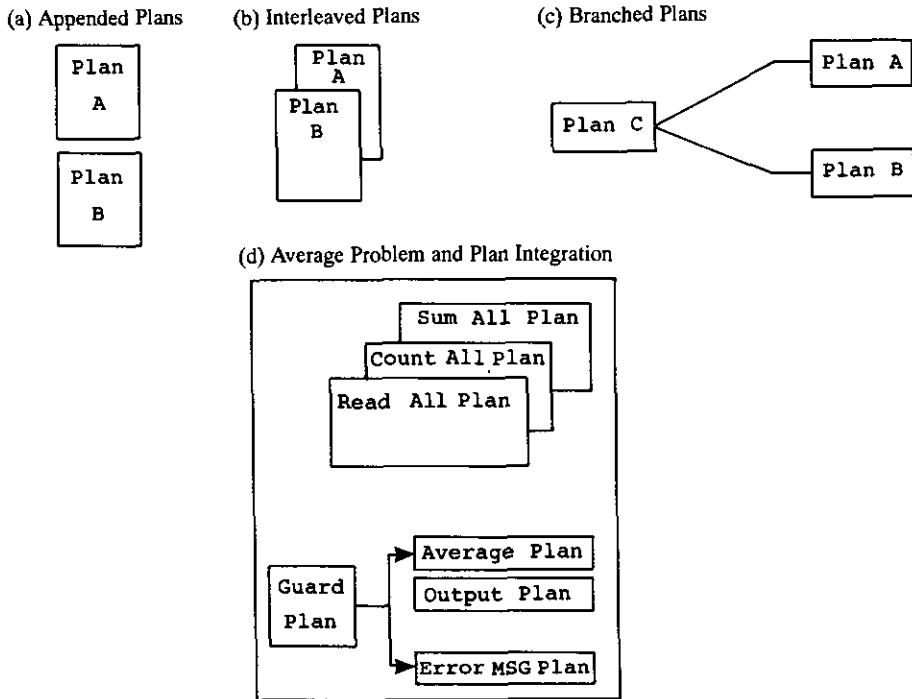 (a) Appended Plans
Plan
A
Plan
B
(b) Interleaved Plans
Plan
A
Plan
B
(c) Branched Plans
Plan C
Plan A
Plan B
(d) Average Problem and Plan Integration
Sum All Plan
Count All Plan
Read All Plan
Guard
Plan
Average Plan
Output Plan
Error MSG Plan